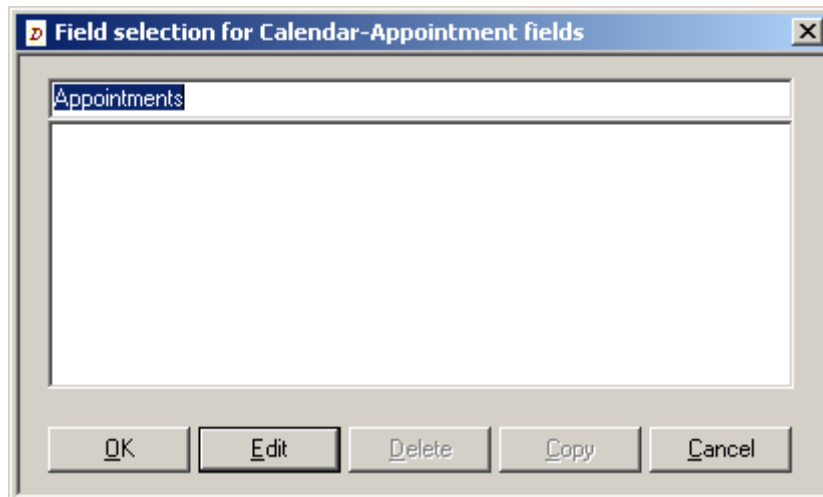 Field selection for Calendar-Appointment fields
Appointments
OK Edit Delete Copy Cancel